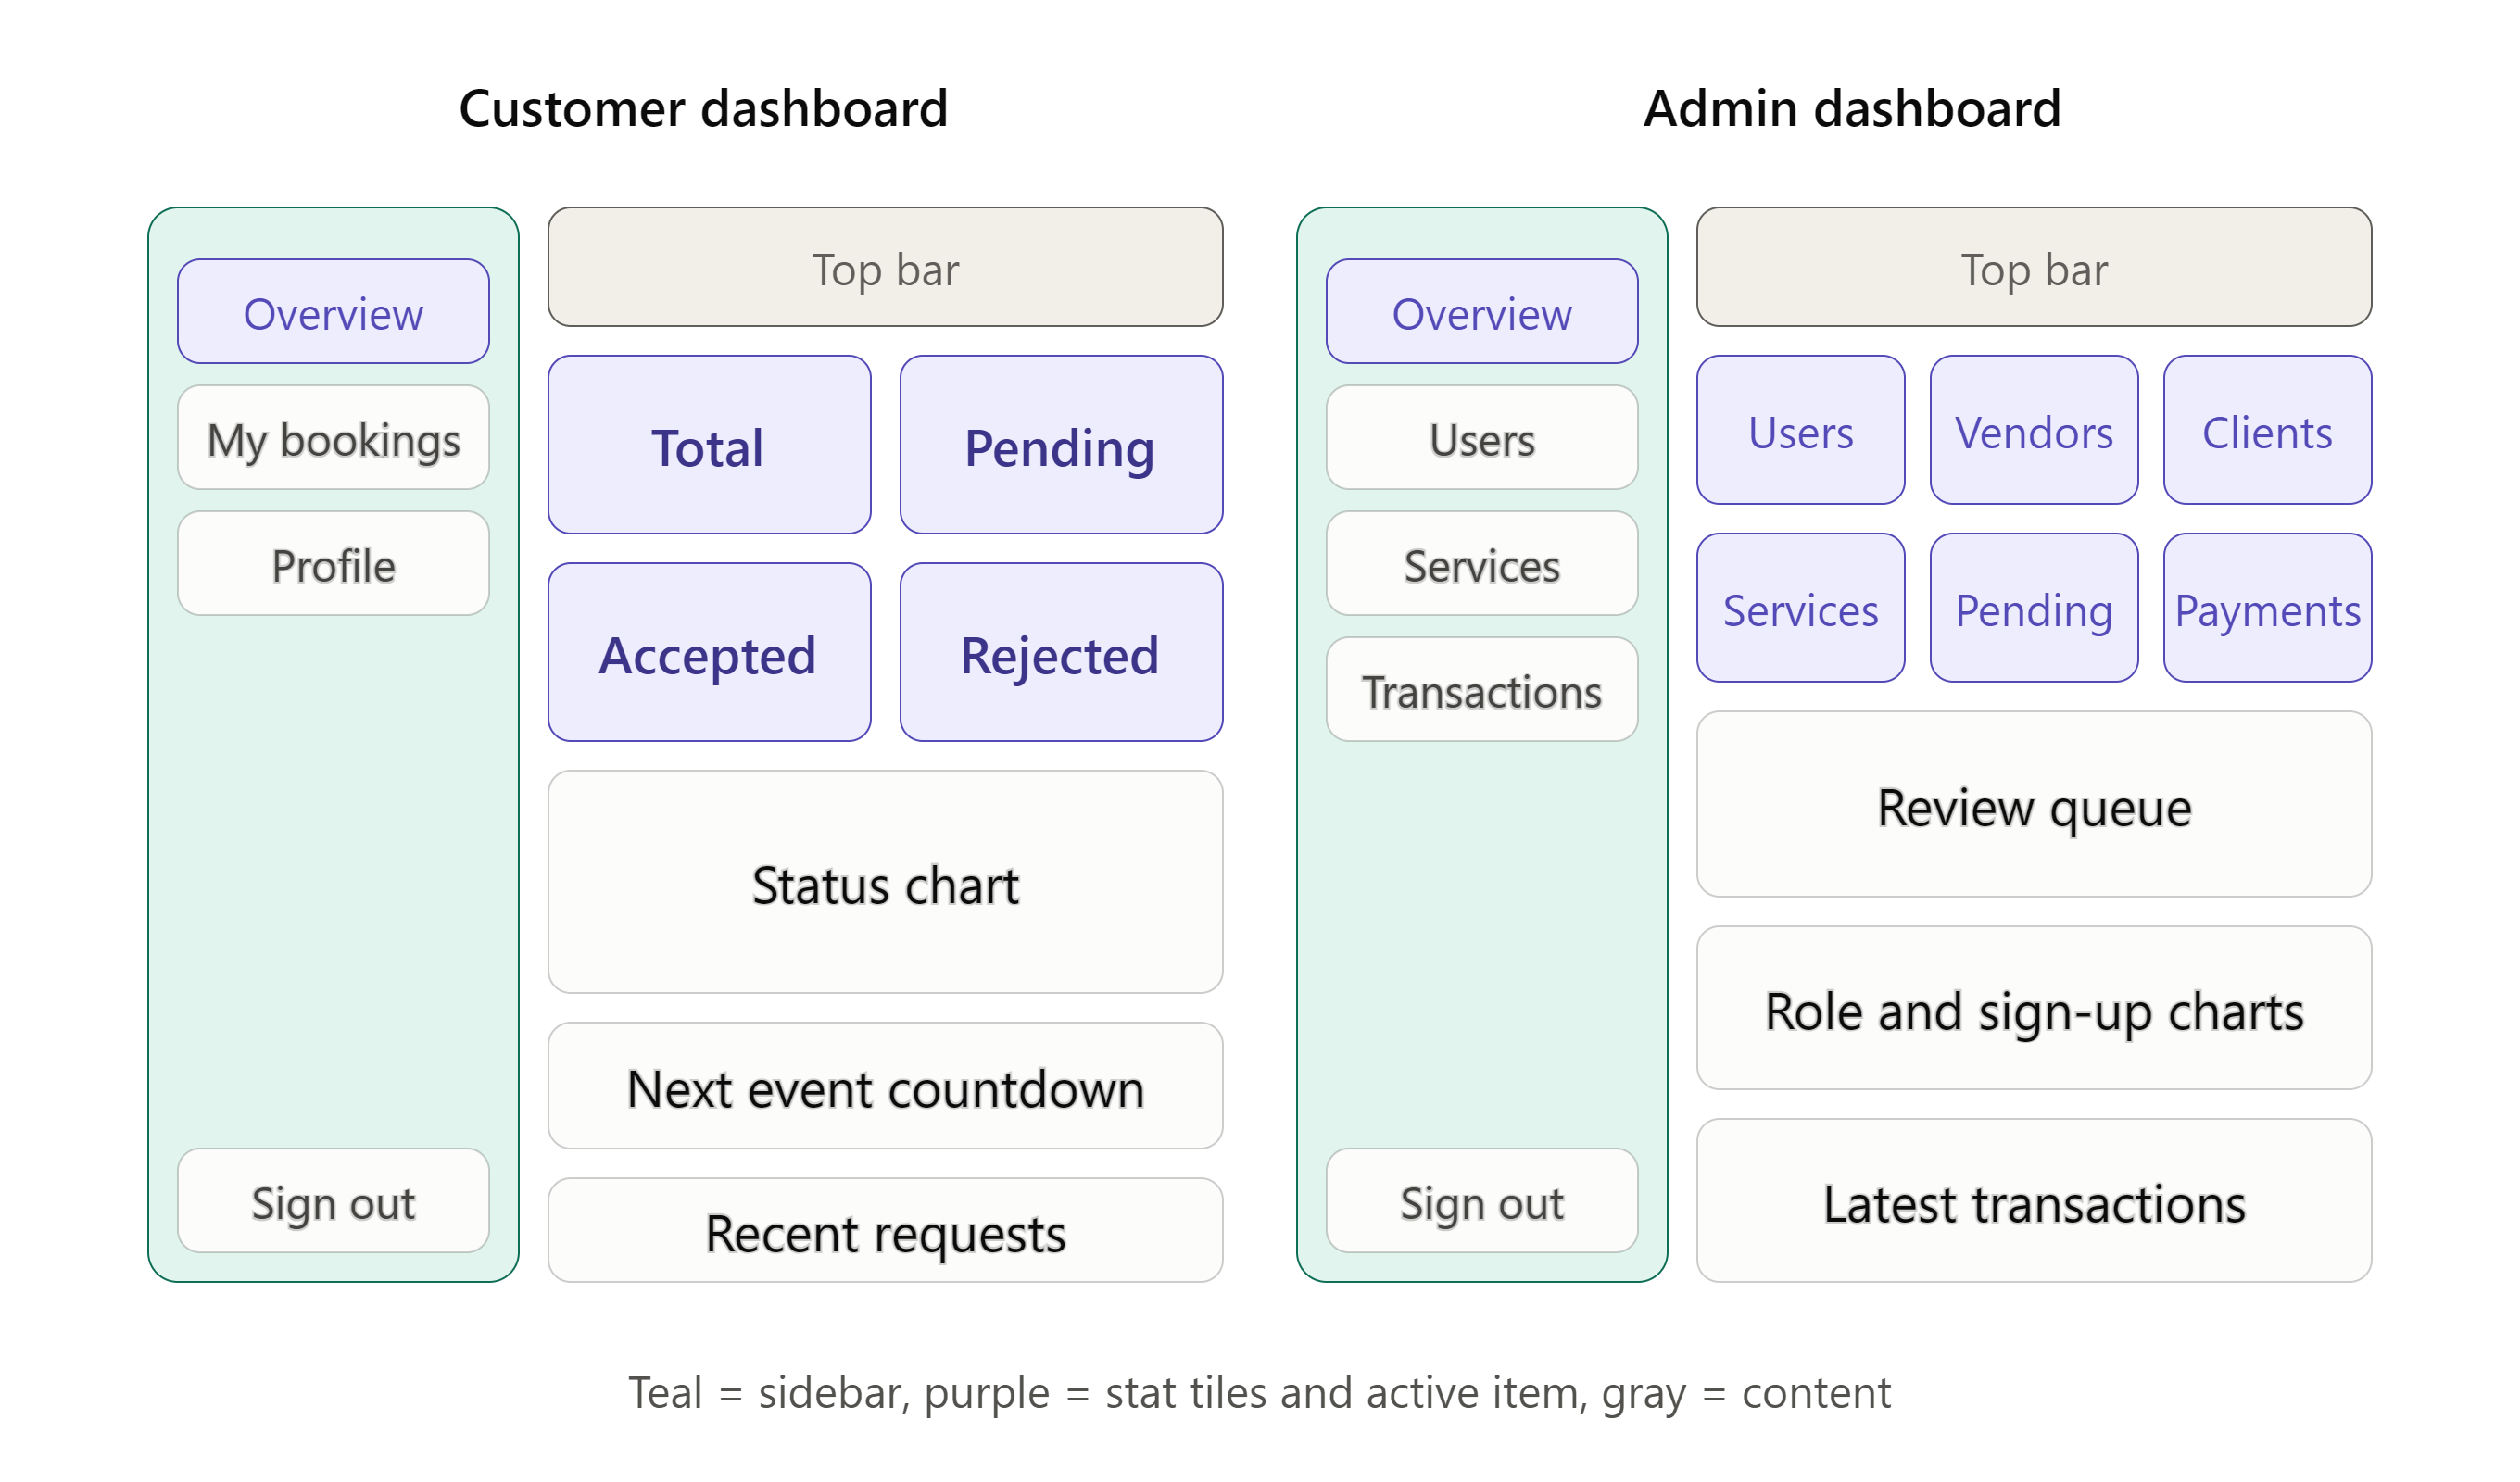 Customer dashboard
Overview
My bookings
Profile
Sign out
Top bar
Total
Pending
Accepted
Rejected
Status chart
Next event countdown
Recent requests
Admin dashboard
Overview
Users
Services
Transactions
Sign out
Top bar
Users
Vendors
Clients
Services
Pending
Payments
Review queue
Role and sign-up charts
Latest transactions
Teal = sidebar, purple = stat tiles and active item, gray = content